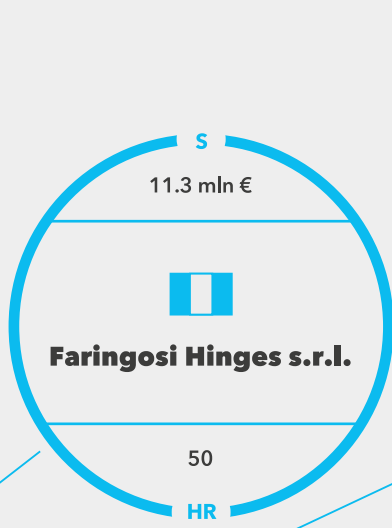 S
11.3 mln €
Faringosi Hinges s.r.l.
50
HR